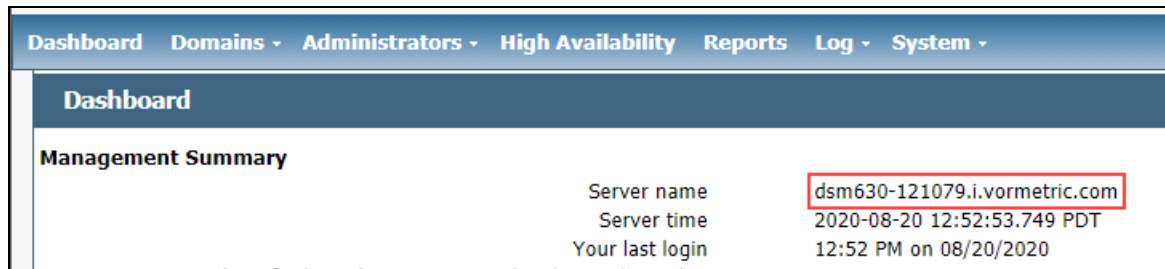 Dashboard Domains - Administrators - High Availability Reports Log - System -
Dashboard
Management Summary
Server name dsm630-121079.i.vormetric.com
Server time 2020-08-20 12:52:53.749 PDT
Your last login 12:52 PM on 08/20/2020